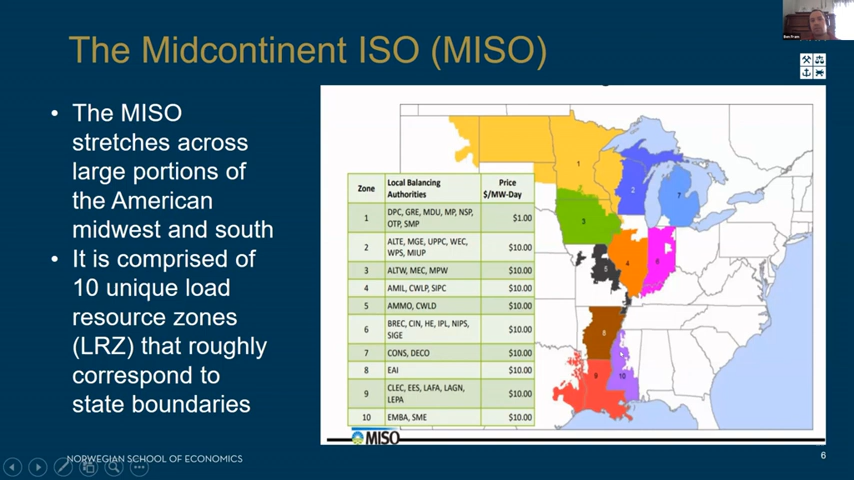 The Midcontinent ISO (MISO)
• The MISO
stretches across
large portions of
the American
midwest and south
• It is comprised of
10 unique load
resource zones
(LRZ) that roughly
correspond to
state boundaries
Zone Local Balancing Authorities Price $/MW-Day
1 DPC, GRE, MDU, MP, NSP, OTP, SMP $1.00
2 ALTE, MGE, UPPC, WEC, WPS, MIUP $10.00
3 ALTW, MEC, MPW $10.00
4 AMIL, CWLP, SIPC $10.00
5 AMMO, CWLD $10.00
6 BREC, CIN, HE, IPL, NIPS, SIGE $10.00
7 CONS, DECO $10.00
8 EAI $10.00
9 CLEC, EES, LAFA, LAGN, LEPA $10.00
10 EMBA, SME $10.00
1
2
7
3
4
6
5
8
9
10
MISO
NORWEGIAN SCHOOL OF ECONOMICS
6